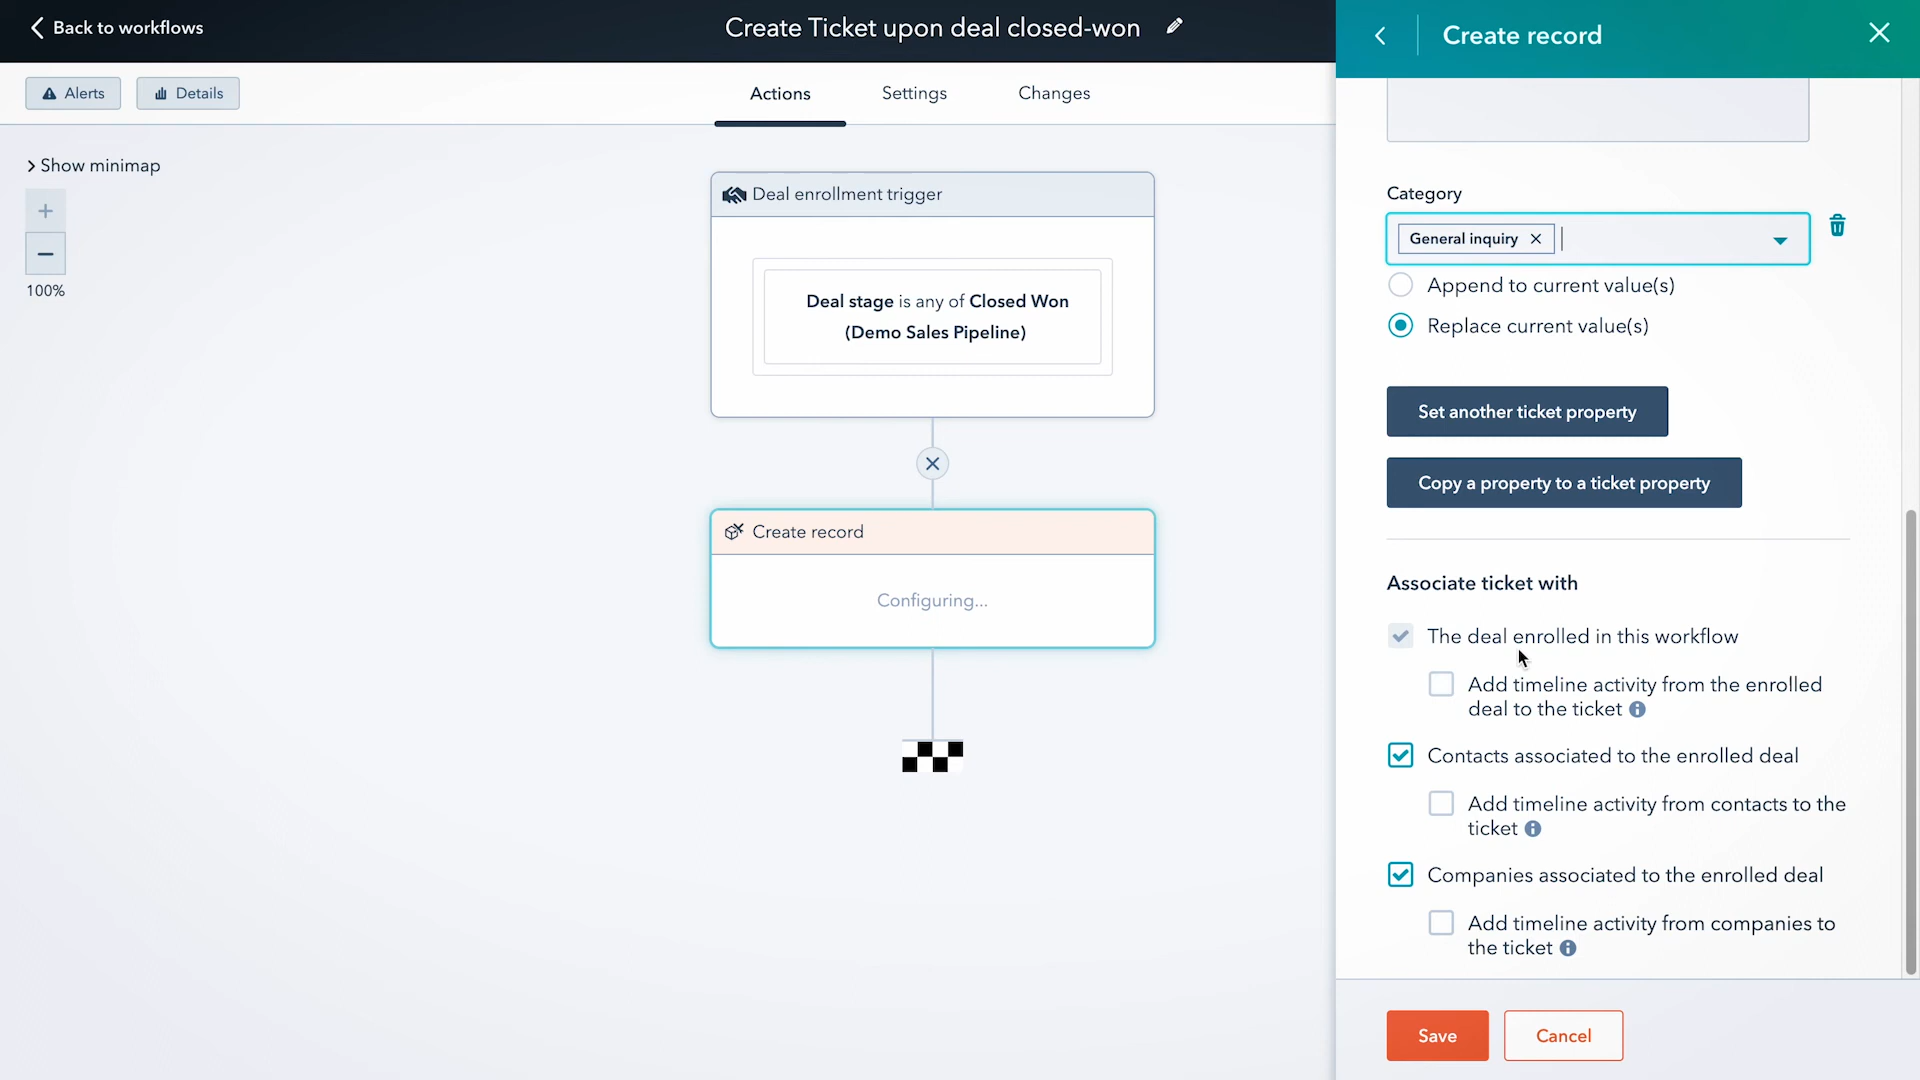 Back to workflows
Create Ticket upon deal closed-won
Create record
Alerts
Details
Actions
Settings
Changes
Show minimap
100%
Deal enrollment trigger
Deal stage is any of Closed Won
(Demo Sales Pipeline)
Create record
Configuring...
Category
General inquiry
Append to current value(s)
Replace current value(s)
Set another ticket property
Copy a property to a ticket property
Associate ticket with
The deal enrolled in this workflow
Add timeline activity from the enrolled
deal to the ticket
Contacts associated to the enrolled deal
Add timeline activity from contacts to the
ticket
Companies associated to the enrolled deal
Add timeline activity from companies to
the ticket
Save
Cancel